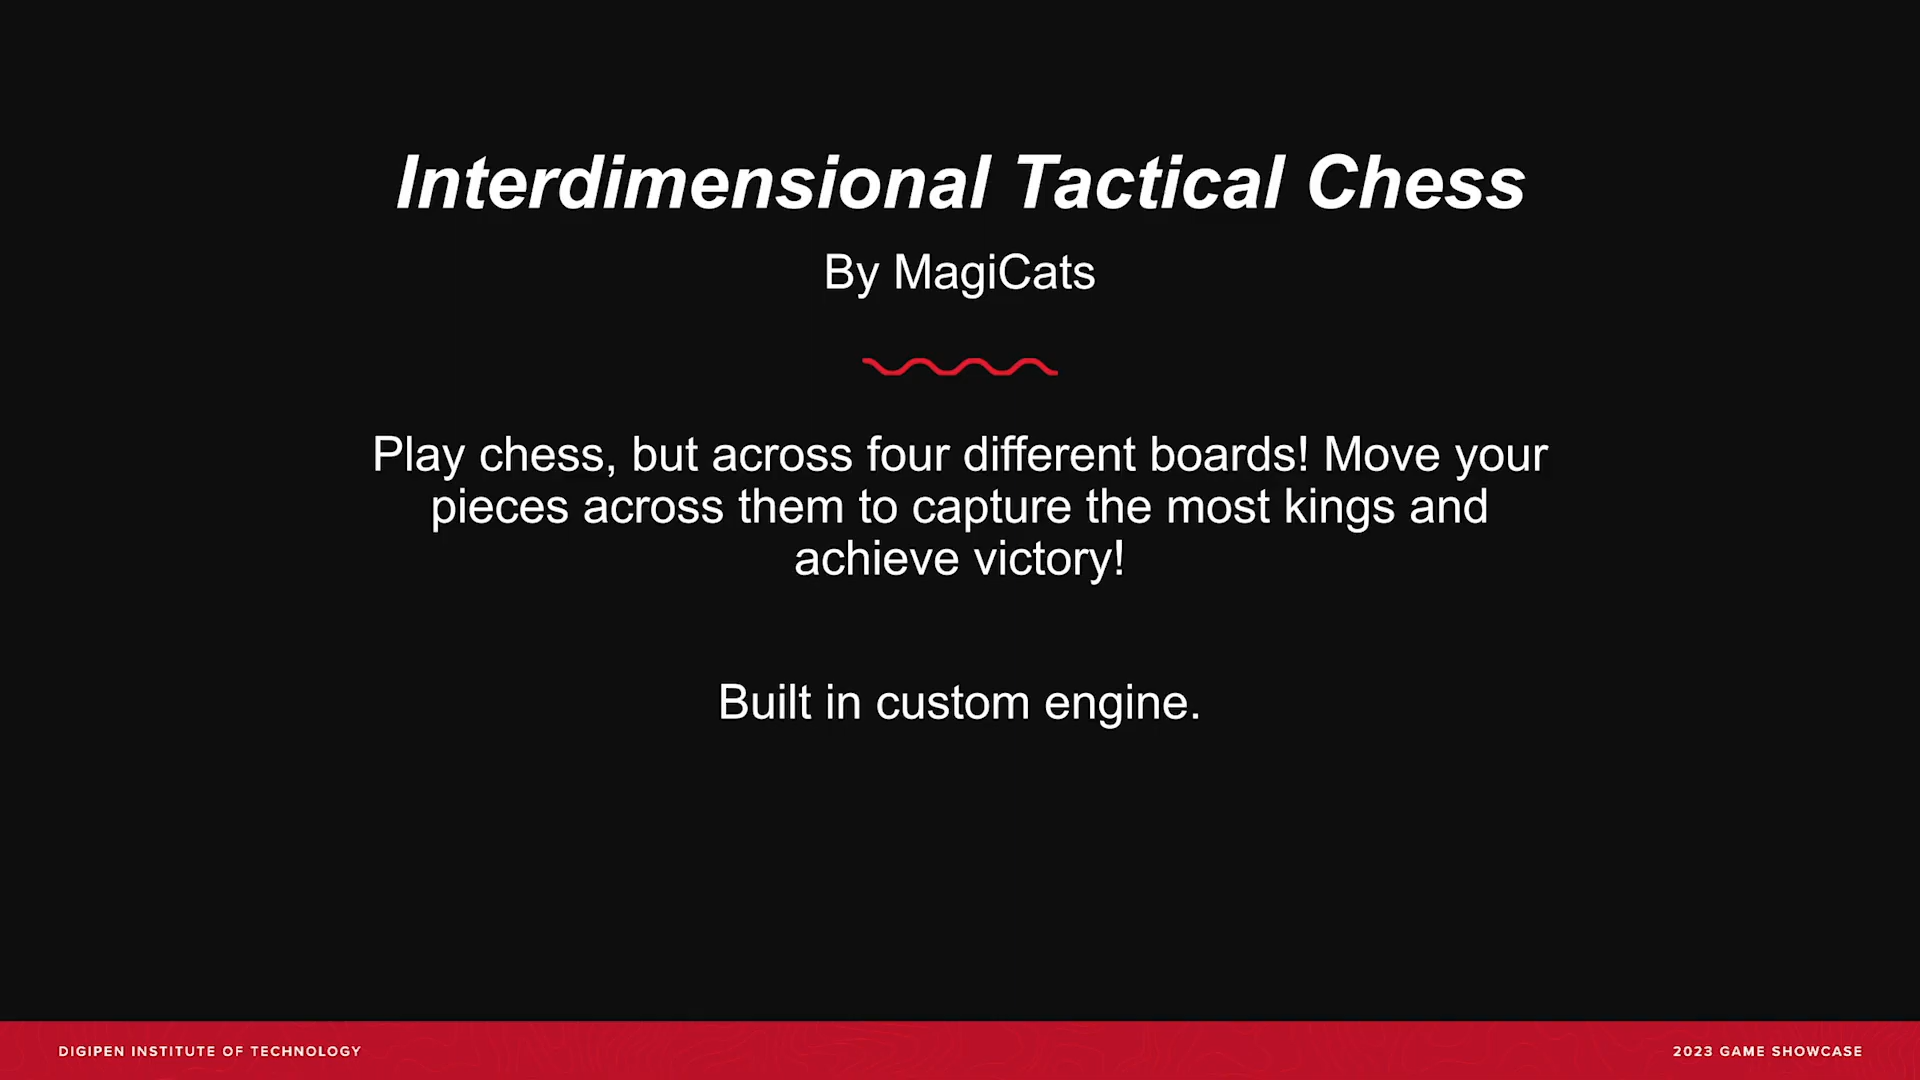 Interdimensional Tactical Chess
By MagiCats
Play chess, but across four different boards! Move your
pieces across them to capture the most kings and
achieve victory!
Built in custom engine.
DIGIPEN INSTITUTE OF TECHNOLOGY
2023 GAME SHOWCASE